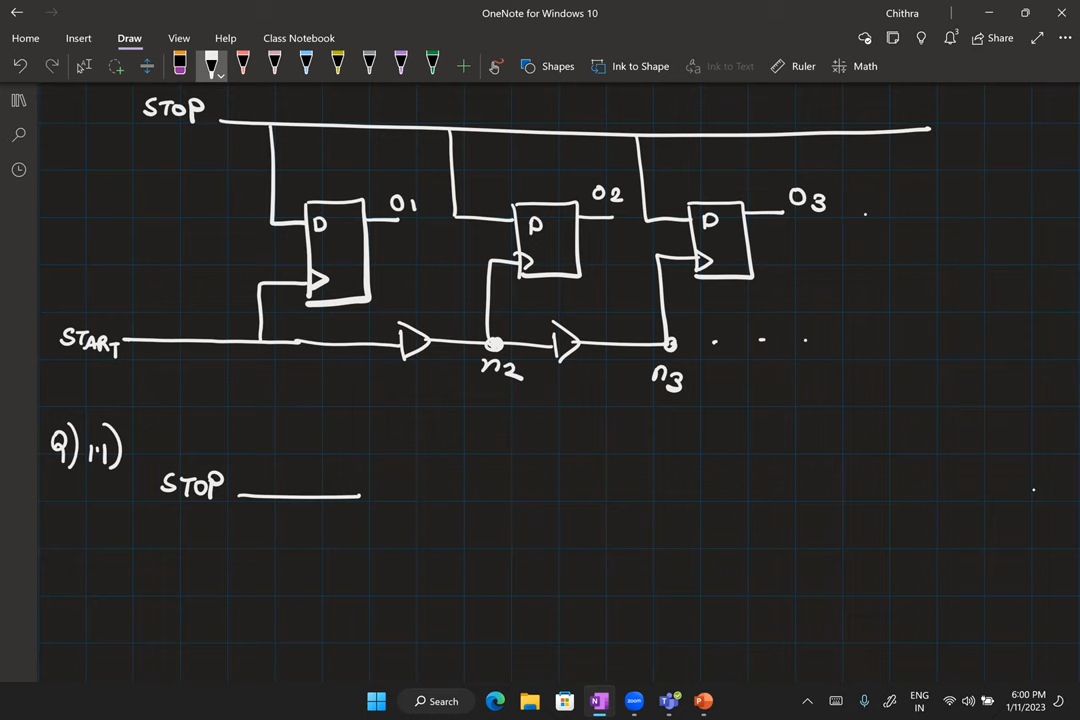 OneNote for Windows 10
Chithra
Home Insert Draw View Help Class Notebook
Share
Shapes Ink to Shape Ink to Text Ruler Math
STOP
D O1 D O2 D O3
START
n2 n3
Q) 1.1)
STOP
Search
ENG
IN
6:00 PM
1/11/2023